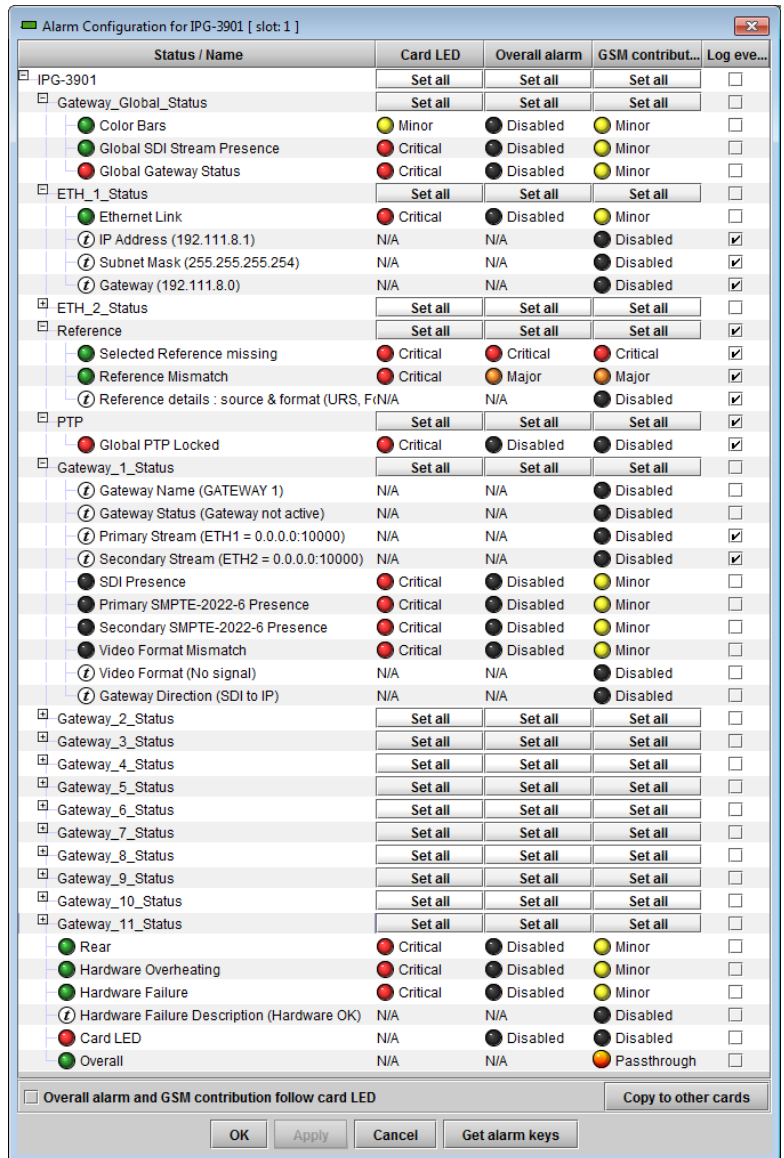 Alarm Configuration for IPG-3901 [ slot: 1 ]
Status / Name Card LED Overall alarm GSM contribut... Log eve...
IPG-3901 Set all Set all Set all
Gateway_Global_Status Set all Set all Set all
Color Bars Minor Disabled Minor
Global SDI Stream Presence Critical Disabled Minor
Global Gateway Status Critical Disabled Minor
ETH_1_Status Set all Set all Set all
Ethernet Link Critical Disabled Minor
t IP Address (192.111.8.1) N/A N/A Disabled
t Subnet Mask (255.255.255.254) N/A N/A Disabled
t Gateway (192.111.8.0) N/A N/A Disabled
ETH_2_Status Set all Set all Set all
Reference Set all Set all Set all
Selected Reference missing Critical Critical Critical
Reference Mismatch Critical Major Major
t Reference details : source & format (URS, F N/A N/A Disabled
PTP Set all Set all Set all
Global PTP Locked Critical Disabled Disabled
Gateway_1_Status Set all Set all Set all
t Gateway Name (GATEWAY 1) N/A N/A Disabled
t Gateway Status (Gateway not active) N/A N/A Disabled
t Primary Stream (ETH1 = 0.0.0.0:10000) N/A N/A Disabled
t Secondary Stream (ETH2 = 0.0.0.0:10000) N/A N/A Disabled
SDI Presence Critical Disabled Minor
Primary SMPTE-2022-6 Presence Critical Disabled Minor
Secondary SMPTE-2022-6 Presence Critical Disabled Minor
Video Format Mismatch Critical Disabled Minor
t Video Format (No signal) N/A N/A Disabled
t Gateway Direction (SDI to IP) N/A N/A Disabled
Gateway_2_Status Set all Set all Set all
Gateway_3_Status Set all Set all Set all
Gateway_4_Status Set all Set all Set all
Gateway_5_Status Set all Set all Set all
Gateway_6_Status Set all Set all Set all
Gateway_7_Status Set all Set all Set all
Gateway_8_Status Set all Set all Set all
Gateway_9_Status Set all Set all Set all
Gateway_10_Status Set all Set all Set all
Gateway_11_Status Set all Set all Set all
Rear Critical Disabled Minor
Hardware Overheating Critical Disabled Minor
Hardware Failure Critical Disabled Minor
t Hardware Failure Description (Hardware OK) N/A N/A Disabled
Card LED N/A Disabled Disabled
Overall N/A N/A Passthrough
Overall alarm and GSM contribution follow card LED Copy to other cards
OK Apply Cancel Get alarm keys